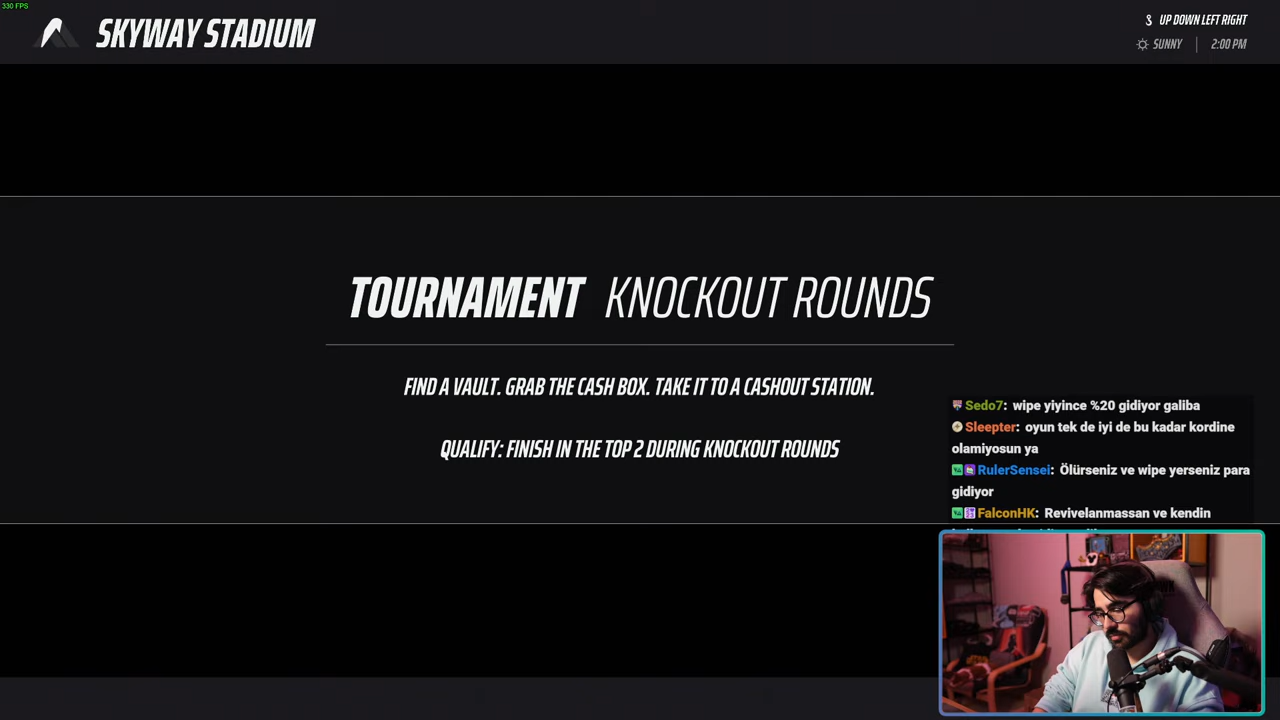 330 FPS
SKYWAY STADIUM
UP DOWN LEFT RIGHT
SUNNY
2:00 PM
TOURNAMENT KNOCKOUT ROUNDS
FIND A VAULT. GRAB THE CASH BOX. TAKE IT TO A CASHOUT STATION.
QUALIFY: FINISH IN THE TOP 2 DURING KNOCKOUT ROUNDS
Sedo7: wipe yiyince %20 gidiyor galiba
Sleepter: oyun tek de iyi de bu kadar kordine
olamiyosun ya
RulerSensei: Ölürseniz ve wipe yerseniz para
gidiyor
FalconHK: Revivelanmassan ve kendin